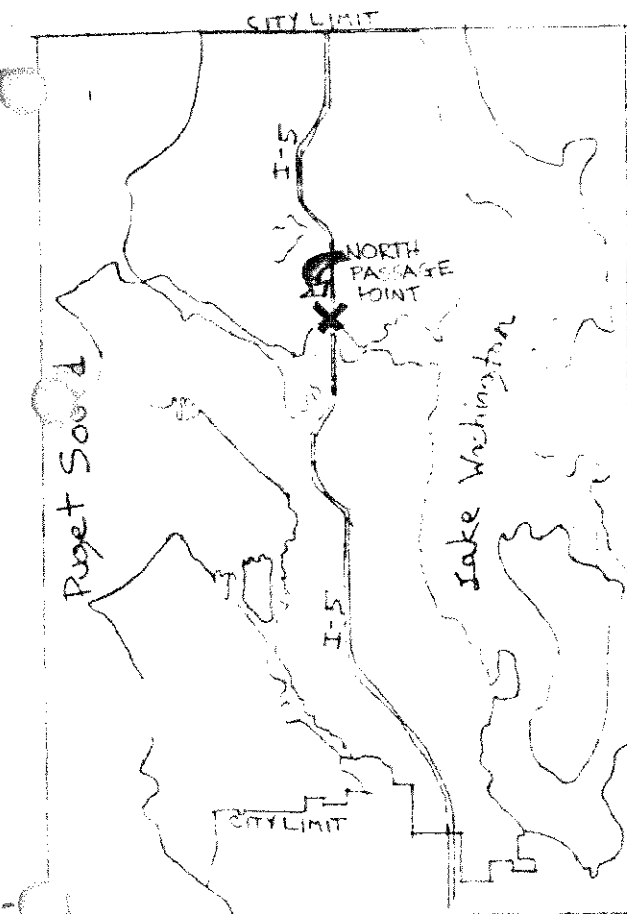 CITY LIMIT
I-5
NORTH
PASSAGE
POINT
Puget Sound
Lake Washington
I-5
CITY LIMIT